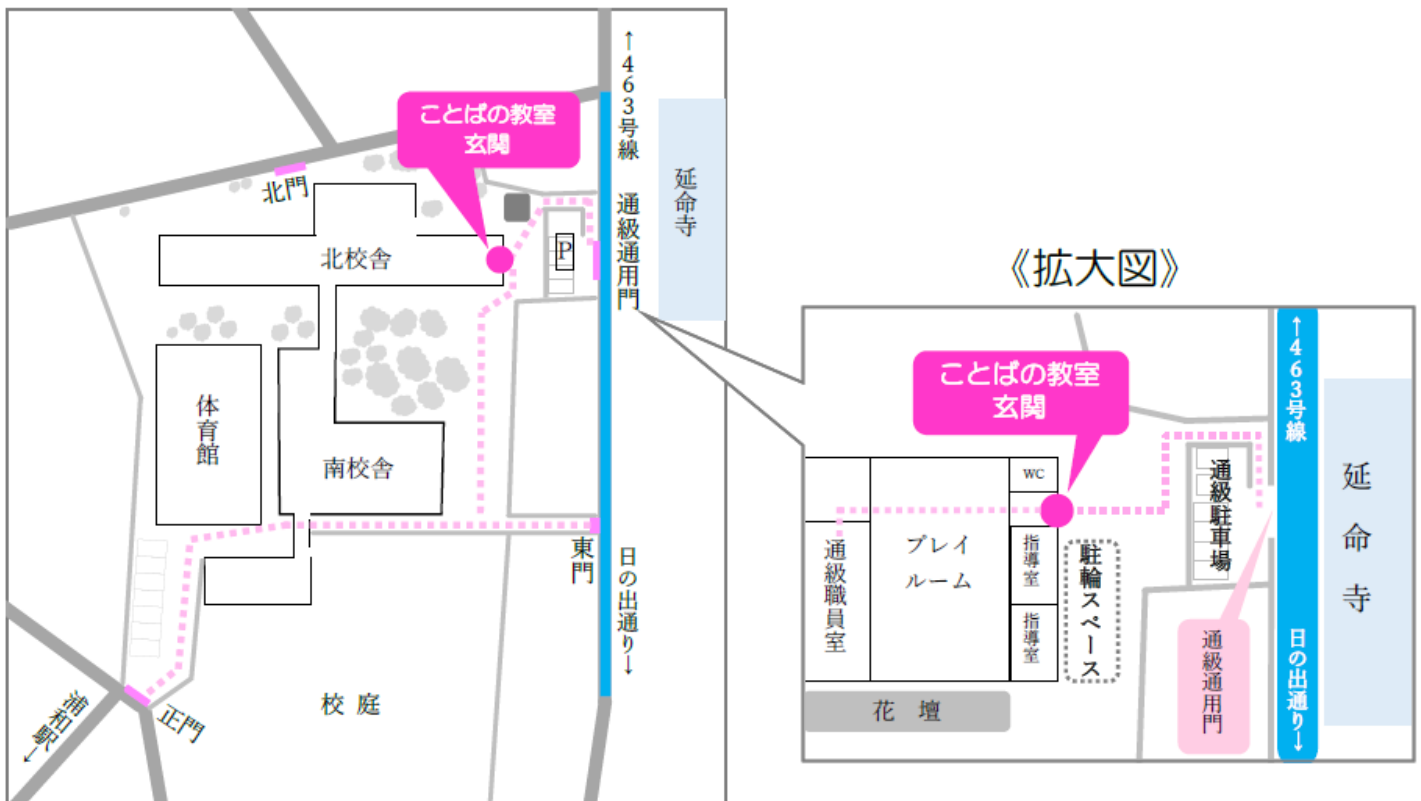 ことばの教室
玄関
↑463号線
通級通用門
延命寺
北門
北校舎
P
体育館
南校舎
東門
日の出通り↓
正門
浦和駅↓
校庭
《拡大図》
ことばの教室
玄関
↑463号線
延命寺
WC
通級駐車場
プレイ
ルーム
指導室
指導室
通級職員室
駐輪スペース
通級通用門
日の出通り↓
花壇